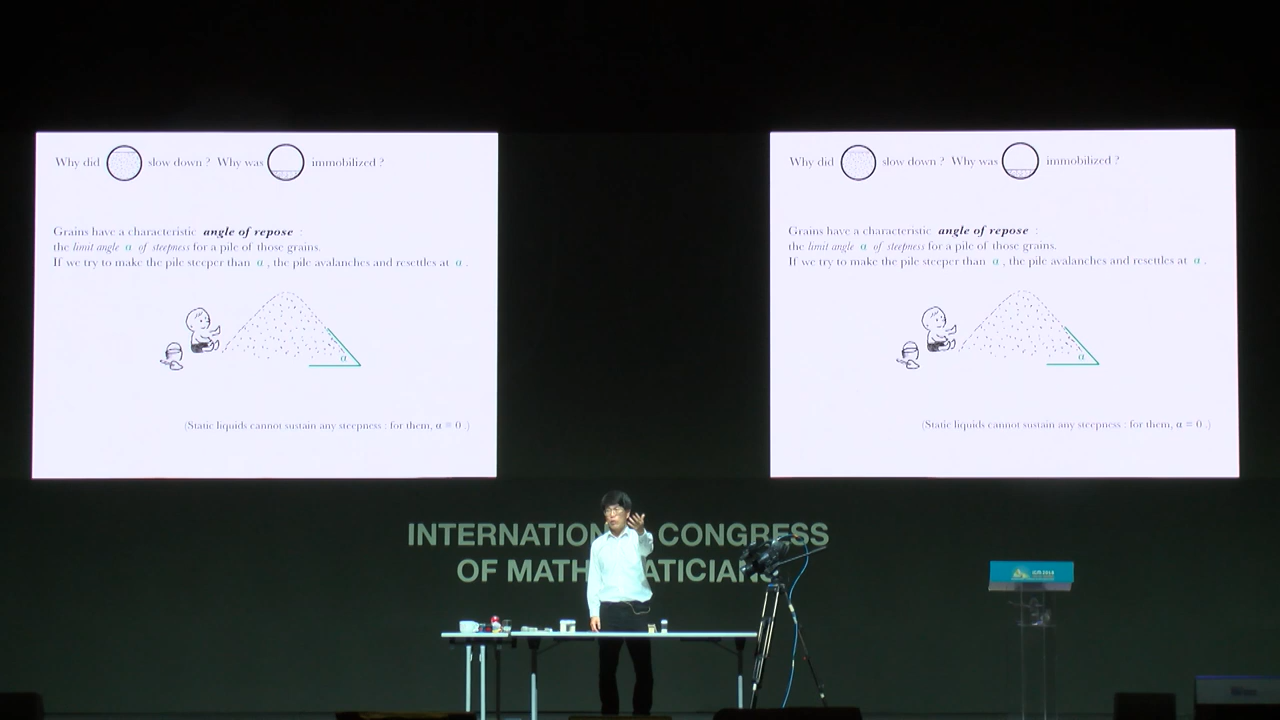 Why did slow down ? Why was immobilized ?
Grains have a characteristic angle of repose :
the limit angle α of steepness for a pile of those grains.
If we try to make the pile steeper than α , the pile avalanches and resettles at α .
α
(Static liquids cannot sustain any steepness : for them, α = 0 .)
Why did slow down ? Why was immobilized ?
Grains have a characteristic angle of repose :
the limit angle α of steepness for a pile of those grains.
If we try to make the pile steeper than α , the pile avalanches and resettles at α .
α
(Static liquids cannot sustain any steepness : for them, α = 0 .)
INTERNATION CONGRESS
OF MATH ATICIANS
ICM 2014